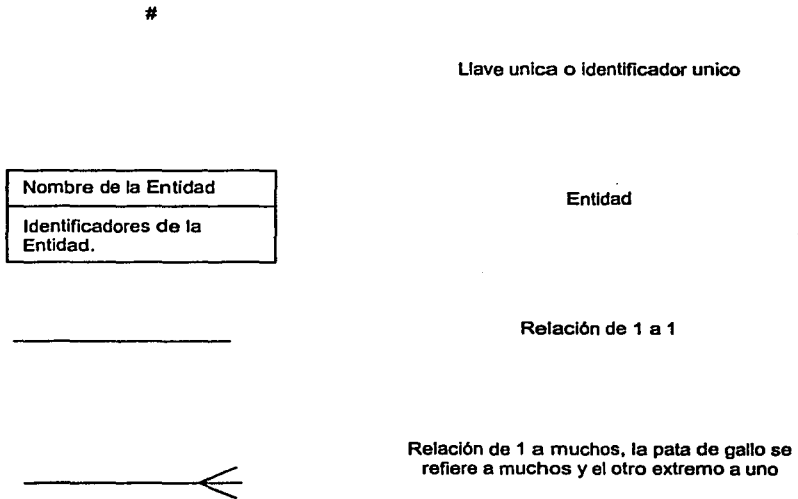 #
Llave unica o identificador unico
Nombre de la Entidad
Identificadores de la
Entidad.
Entidad
Relación de 1 a 1
Relación de 1 a muchos, la pata de gallo se
refiere a muchos y el otro extremo a uno